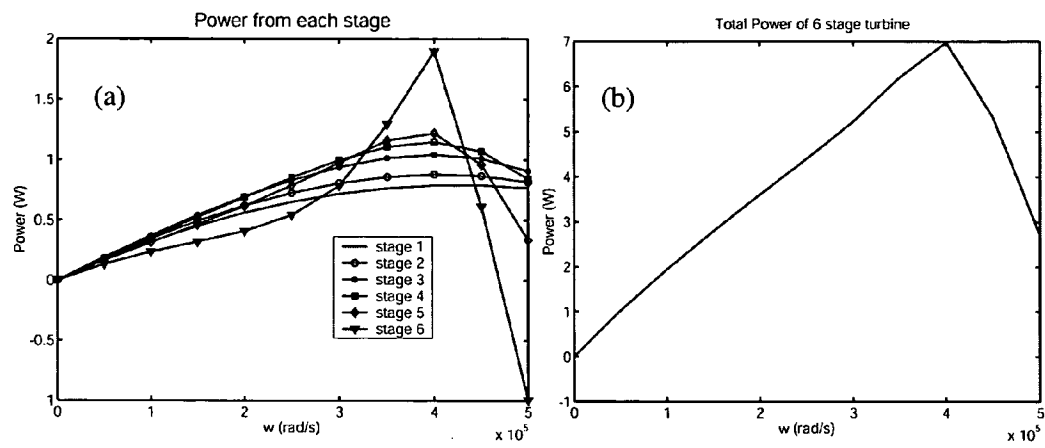 Power from each stage
2
1.5
1
0.5
0
-0.5
1
Power (W)
(a)
stage 1
stage 2
stage 3
stage 4
stage 5
stage 6
0 1 2 3 4 5
w (rad/s)
x 10^5
Total Power of 6 stage turbine
7
6
5
4
3
2
1
0
-1
Power (W)
(b)
0 1 2 3 4 5
w (rad/s)
x 10^5